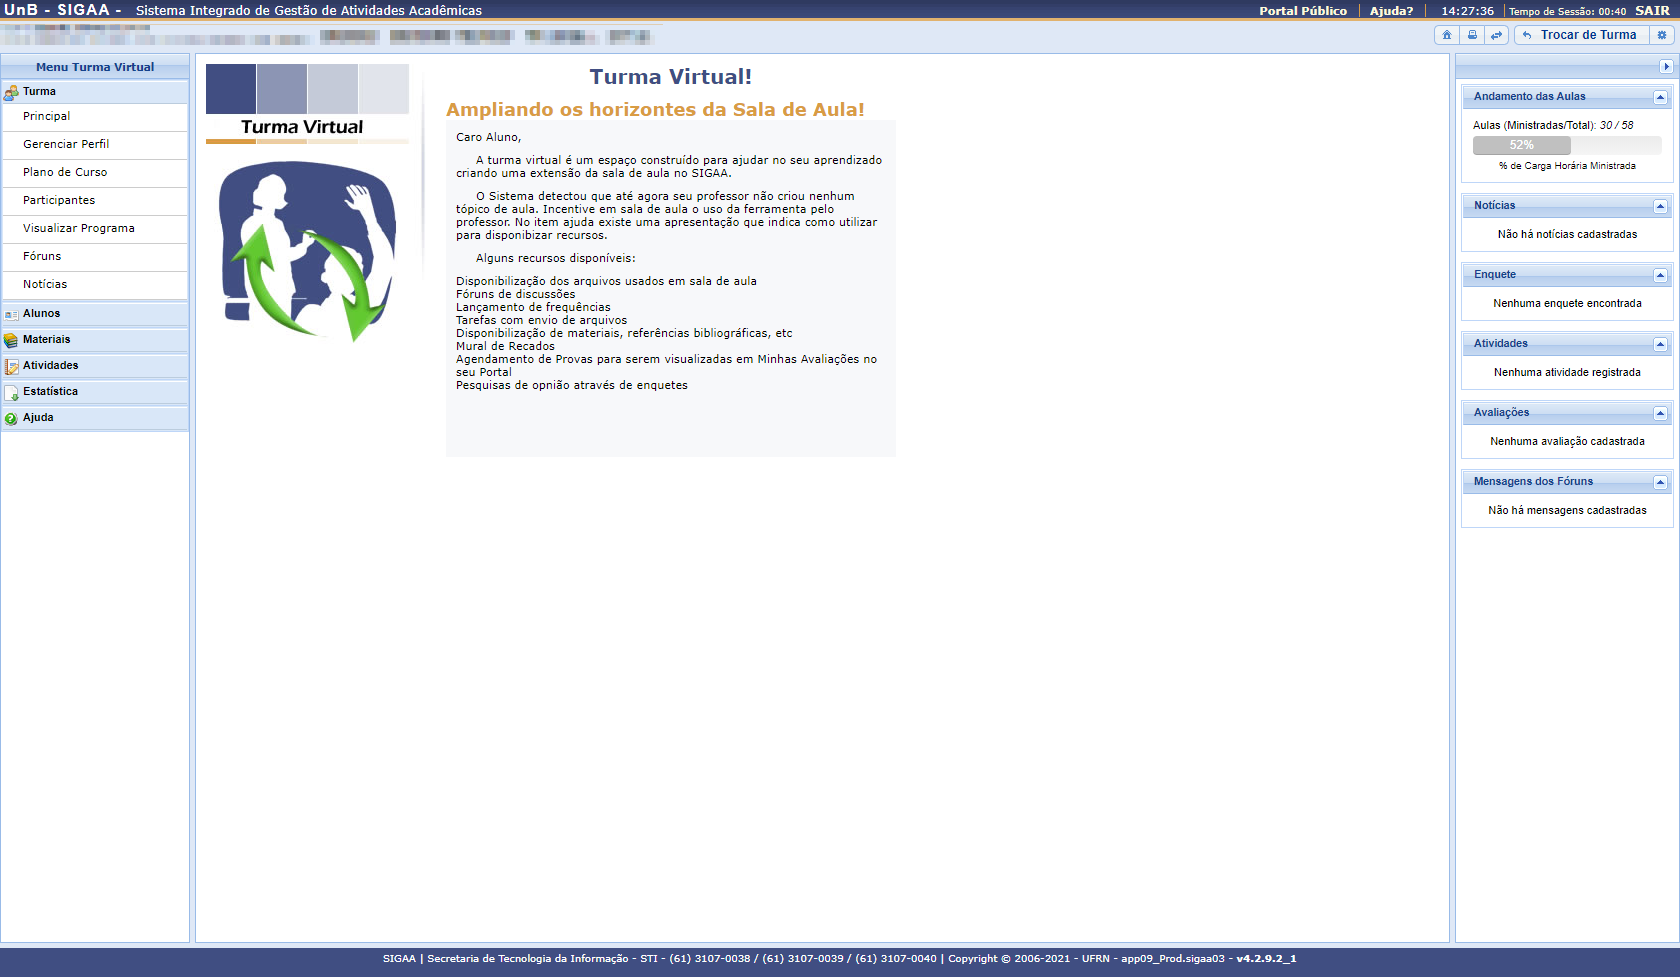 UnB - SIGAA - Sistema Integrado de Gestão de Atividades Acadêmicas
Portal Público Ajuda? 14:27:36 Tempo de Sessão: 00:40 SAIR
Trocar de Turma
Menu Turma Virtual
Turma
Principal
Gerenciar Perfil
Plano de Curso
Participantes
Visualizar Programa
Fóruns
Notícias
Alunos
Materiais
Atividades
Estatística
Ajuda
Turma Virtual
Turma Virtual!
Ampliando os horizontes da Sala de Aula!
Caro Aluno,
A turma virtual é um espaço construído para ajudar no seu aprendizado
criando uma extensão da sala de aula no SIGAA.
O Sistema detectou que até agora seu professor não criou nenhum
tópico de aula. Incentive em sala de aula o uso da ferramenta pelo
professor. No item ajuda existe uma apresentação que indica como utilizar
para disponibizar recursos.
Alguns recursos disponíveis:
Disponibilização dos arquivos usados em sala de aula
Fóruns de discussões
Lançamento de frequências
Tarefas com envio de arquivos
Disponibilização de materiais, referências bibliográficas, etc
Mural de Recados
Agendamento de Provas para serem visualizadas em Minhas Avaliações no
seu Portal
Pesquisas de opnião através de enquetes
Andamento das Aulas
Aulas (Ministradas/Total): 30 / 58
52%
% de Carga Horária Ministrada
Notícias
Não há notícias cadastradas
Enquete
Nenhuma enquete encontrada
Atividades
Nenhuma atividade registrada
Avaliações
Nenhuma avaliação cadastrada
Mensagens dos Fóruns
Não há mensagens cadastradas
SIGAA | Secretaria de Tecnologia da Informação - STI - (61) 3107-0038 / (61) 3107-0039 / (61) 3107-0040 | Copyright © 2006-2021 - UFRN - app09_Prod.sigaa03 - v4.2.9.2_1